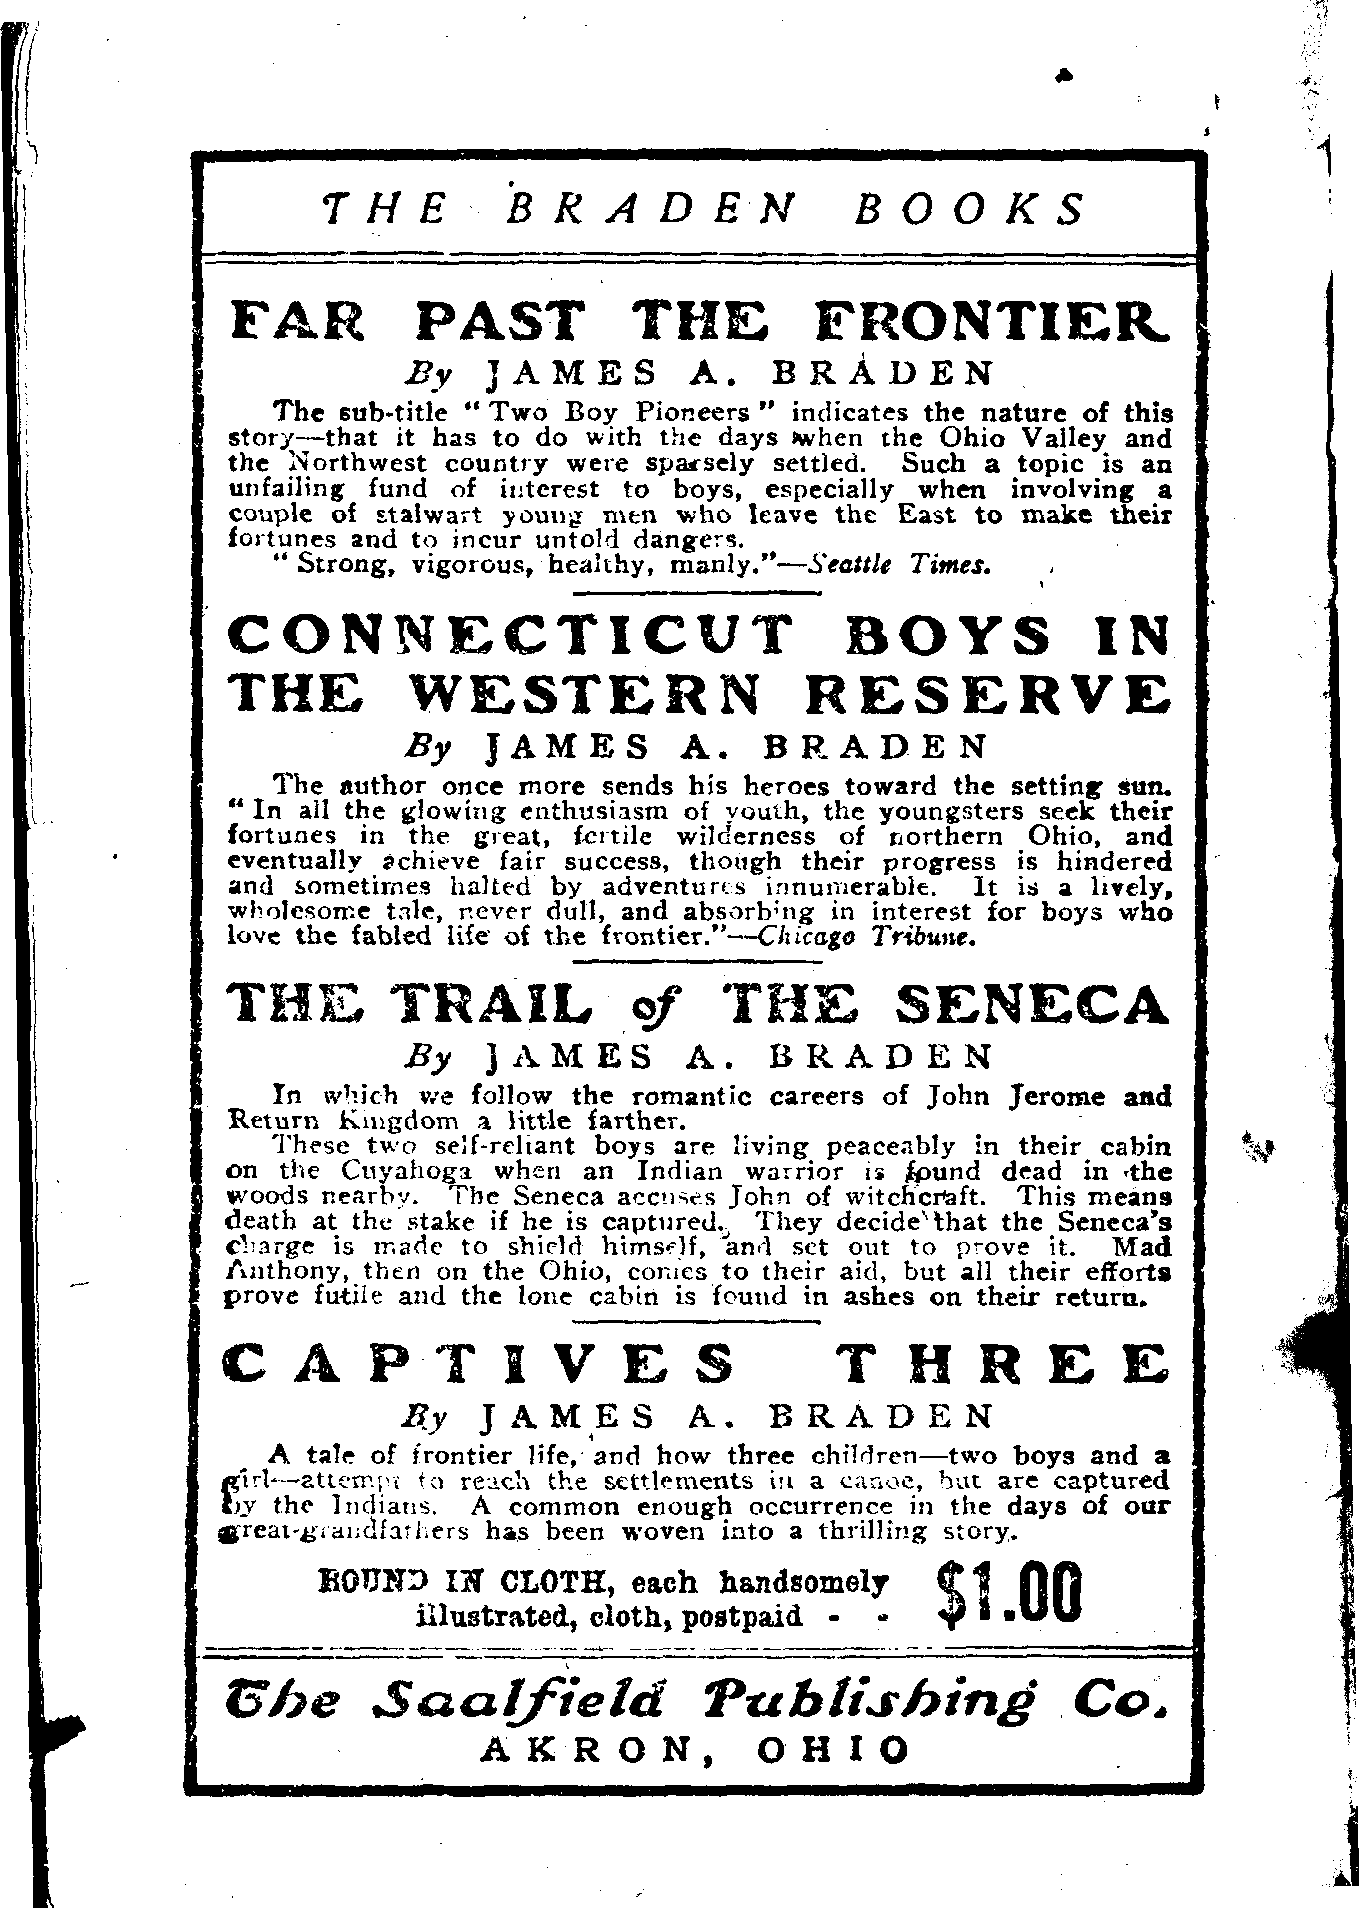 THE BRADEN BOOKS
FAR PAST THE FRONTIER
By JAMES A. BRADEN
The sub-title "Two Boy Pioneers" indicates the nature of this
story—that it has to do with the days when the Ohio Valley and
the Northwest country were sparsely settled. Such a topic is an
unfailing fund of interest to boys, especially when involving a
couple of stalwart young men who leave the East to make their
fortunes and to incur untold dangers.
"Strong, vigorous, healthy, manly."—Seattle Times.
CONNECTICUT BOYS IN
THE WESTERN RESERVE
By JAMES A. BRADEN
The author once more sends his heroes toward the setting sun.
"In all the glowing enthusiasm of youth, the youngsters seek their
fortunes in the great, fertile wilderness of northern Ohio, and
eventually achieve fair success, though their progress is hindered
and sometimes halted by adventures innumerable. It is a lively,
wholesome tale, never dull, and absorbing in interest for boys who
love the fabled life of the frontier."—Chicago Tribune.
THE TRAIL of THE SENECA
By JAMES A. BRADEN
In which we follow the romantic careers of John Jerome and
Return Kingdom a little farther.
These two self-reliant boys are living peaceably in their cabin
on the Cuyahoga when an Indian warrior is found dead in the
woods nearby. The Seneca accuses John of witchcraft. This means
death at the stake if he is captured. They decide that the Seneca's
charge is made to shield himself, and set out to prove it. Mad
Anthony, then on the Ohio, comes to their aid, but all their efforts
prove futile and the lone cabin is found in ashes on their return.
CAPTIVES THREE
By JAMES A. BRADEN
A tale of frontier life, and how three children—two boys and a
girl—attempt to reach the settlements in a canoe, but are captured
by the Indians. A common enough occurrence in the days of our
great-grandfathers has been woven into a thrilling story.
BOUND IN CLOTH, each handsomely
illustrated, cloth, postpaid - - $1.00
The Saalfield Publishing Co.
AKRON, OHIO